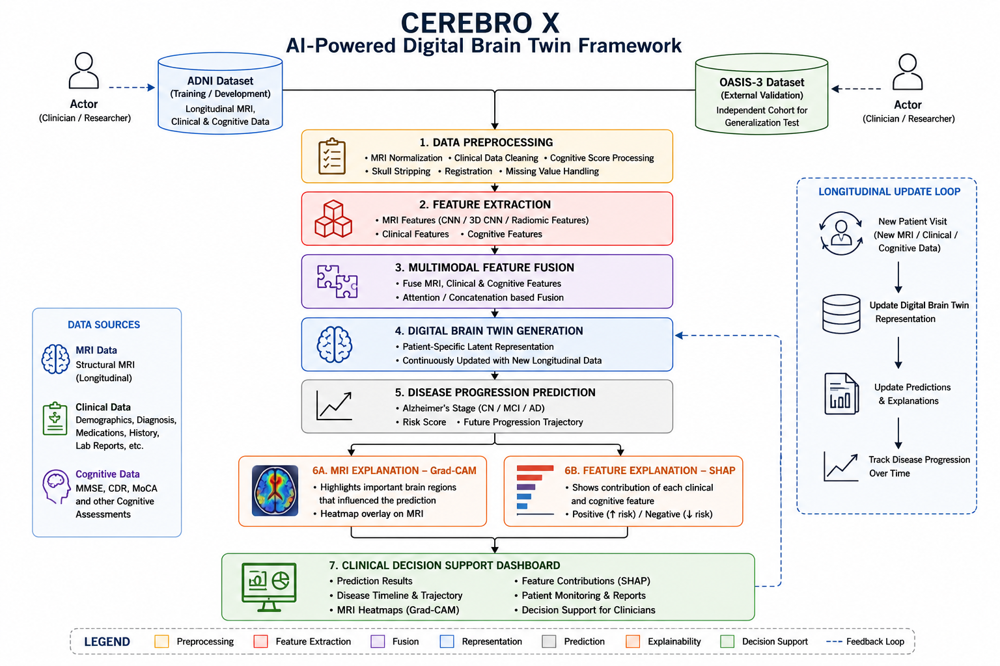 CEREBRO X
AI-Powered Digital Brain Twin Framework
Actor
(Clinician / Researcher)
ADNI Dataset
(Training / Development)
Longitudinal MRI,
Clinical & Cognitive Data
OASIS-3 Dataset
(External Validation)
Independent Cohort for
Generalization Test
Actor
(Clinician / Researcher)
1. DATA PREPROCESSING
• MRI Normalization • Clinical Data Cleaning • Cognitive Score Processing
• Skull Stripping • Registration • Missing Value Handling
2. FEATURE EXTRACTION
• MRI Features (CNN / 3D CNN / Radiomic Features)
• Clinical Features • Cognitive Features
3. MULTIMODAL FEATURE FUSION
• Fuse MRI, Clinical & Cognitive Features
• Attention / Concatenation based Fusion
4. DIGITAL BRAIN TWIN GENERATION
• Patient-Specific Latent Representation
• Continuously Updated with New Longitudinal Data
5. DISEASE PROGRESSION PREDICTION
• Alzheimer's Stage (CN / MCI / AD)
• Risk Score • Future Progression Trajectory
6A. MRI EXPLANATION – Grad-CAM
• Highlights important brain regions
that influenced the prediction
• Heatmap overlay on MRI
6B. FEATURE EXPLANATION – SHAP
• Shows contribution of each clinical
and cognitive feature
• Positive (↑ risk) / Negative (↓ risk)
7. CLINICAL DECISION SUPPORT DASHBOARD
• Prediction Results
• Disease Timeline & Trajectory
• MRI Heatmaps (Grad-CAM)
• Feature Contributions (SHAP)
• Patient Monitoring & Reports
• Decision Support for Clinicians
DATA SOURCES
MRI Data
Structural MRI
(Longitudinal)
Clinical Data
Demographics, Diagnosis,
Medications, History,
Lab Reports, etc.
Cognitive Data
MMSE, CDR, MoCA
and other Cognitive
Assessments
LONGITUDINAL UPDATE LOOP
New Patient Visit
(New MRI / Clinical /
Cognitive Data)
Update Digital Brain Twin
Representation
Update Predictions
& Explanations
Track Disease Progression
Over Time
LEGEND
Preprocessing
Feature Extraction
Fusion
Representation
Prediction
Explainability
Decision Support
Feedback Loop